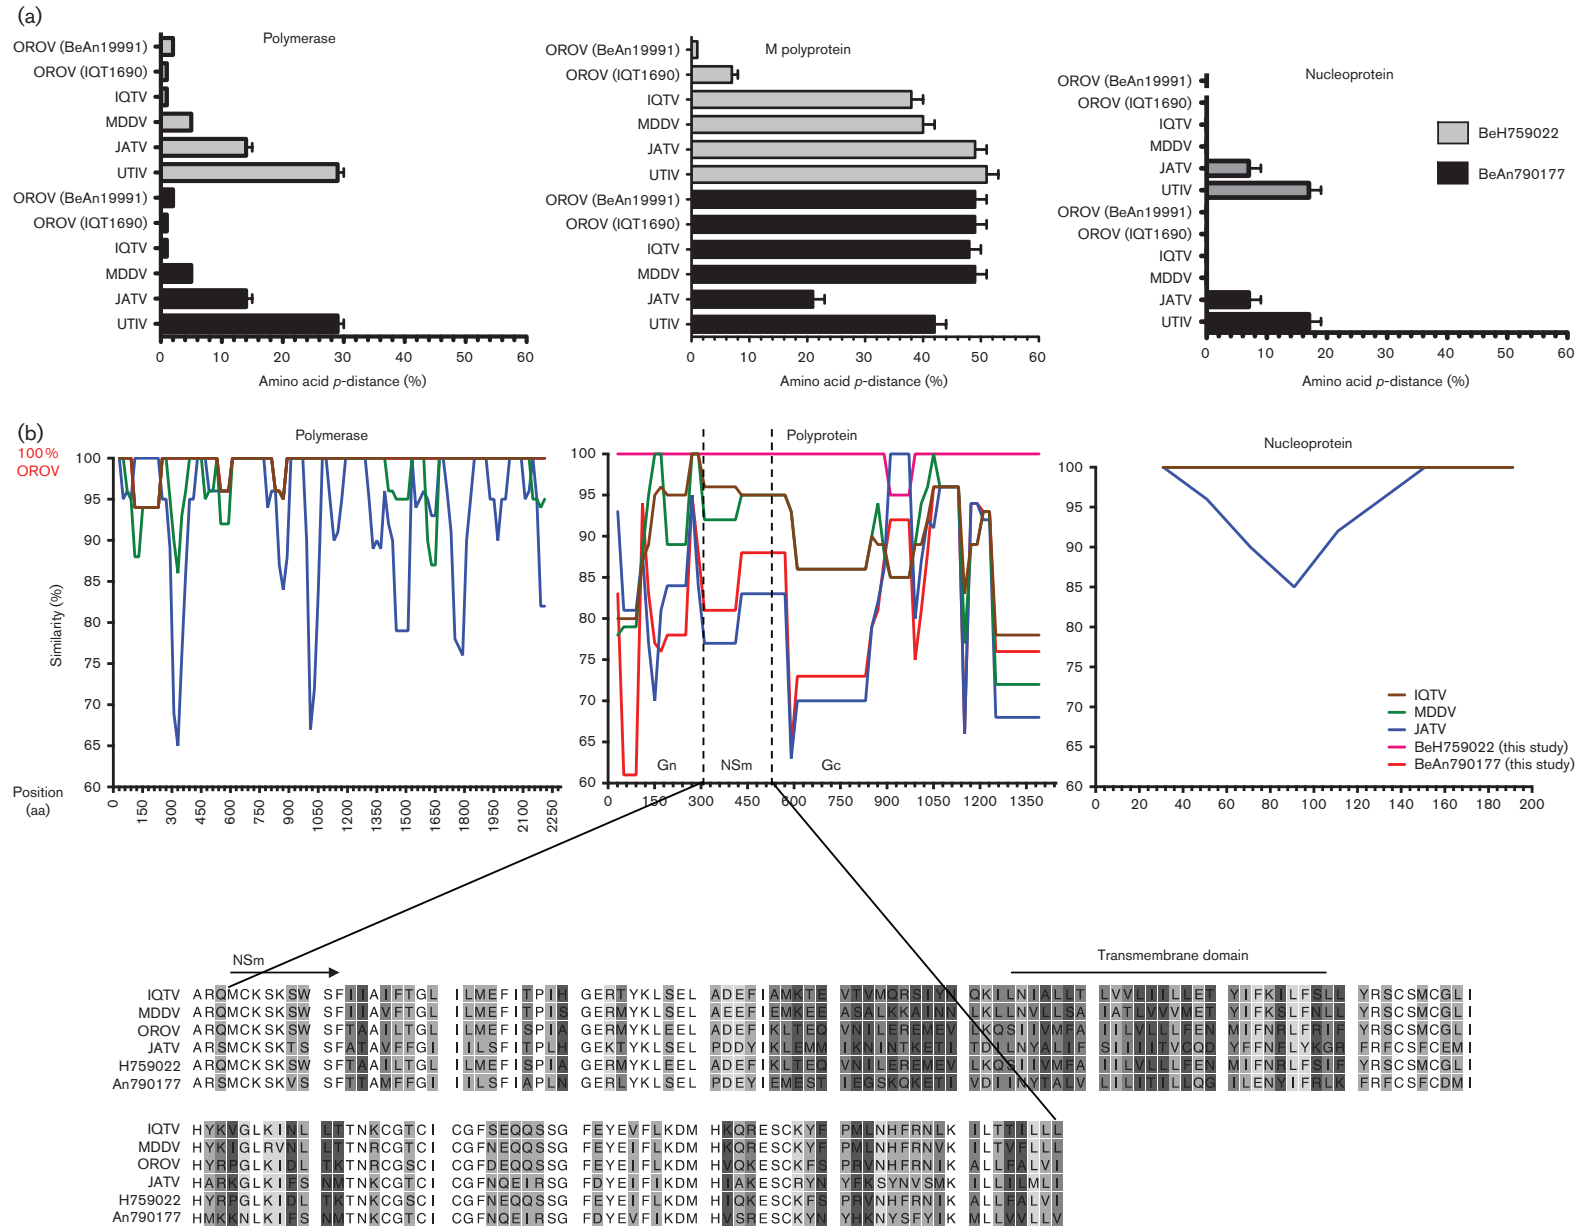 (a)
Polymerase
OROV (BeAn19991)
OROV (IQT1690)
IQTV
MDDV
JATV
UTIV
OROV (BeAn19991)
OROV (IQT1690)
IQTV
MDDV
JATV
UTIV
0 10 20 30 40 50 60
Amino acid p-distance (%)
M polyprotein
OROV (BeAn19991)
OROV (IQT1690)
IQTV
MDDV
JATV
UTIV
OROV (BeAn19991)
OROV (IQT1690)
IQTV
MDDV
JATV
UTIV
0 10 20 30 40 50 60
Amino acid p-distance (%)
Nucleoprotein
OROV (BeAn19991)
OROV (IQT1690)
IQTV
MDDV
JATV
UTIV
OROV (BeAn19991)
OROV (IQT1690)
IQTV
MDDV
JATV
UTIV
0 10 20 30 40 50 60
Amino acid p-distance (%)
BeH759022
BeAn790177
(b)
100%
OROV
Polymerase
Similarity (%)
100
95
90
85
80
75
70
65
60
Position
(aa)
0 150 300 450 600 750 900 1050 1200 1350 1500 1650 1800 1950 2100 2250
Polyprotein
100
95
90
85
80
75
70
65
60
Gn NSm Gc
0 150 300 450 600 750 900 1050 1200 1350
Nucleoprotein
100
95
90
85
80
75
70
65
60
0 20 40 60 80 100 120 140 160 180 200
IQTV
MDDV
JATV
BeH759022 (this study)
BeAn790177 (this study)
NSm
Transmembrane domain
IQTV ARQMCKSKSW SFIIAIFTGL ILMEFITPIH GERTYKLSEL ADEFIAMKTE VTVMQRSIYN QKILNIALLT LVVLIILLET YIFKILFSLL YRSCSMCGLI
MDDV ARQMCKSKSW SFIIAVFTGL ILMEFITPIS GERMYKLSEL AEEFIEMKEE ASALKKAINN LKLLNVLLSA IATLVVVMET YIFKSLFNLL YRSCSMCGLI
OROV ARQMCKSKSW SFTAAILTGL ILMEFISPIA GERMYKLGEL AEEFIKLTEQ VNILEREMEV LKQSIIVMFA IILVLLLFEN MIFNRLFRIF YRSCSMCGLI
JATV ARSMCKSKTS SFATAVFFGI IILSFITPLH GEKTYKLSEL PDDYIKLEMM IKNINTKETI TDILNYALIF SIIIITVCQD YFFNFLYKGR FRFCSFCEMI
H759022 ARQMCKSKSW SFTAAILTGL ILMEFISPIA GERMYKLGEL AEEFIKLTEQ VNILEREMEV LKQSIIVMFA IILVLLLFEN MIFNRLFSIF YRSCSMCGLI
An790177 ARSMCKSKVS SFTTAMFFGI IILSFIAPLN GERLYKLSEL PDEYIEMEST IEGSKQKETI VDIINYTALV LILITILLQG ILENYIFRLK FRFCSFCDMI
IQTV HYKVGLKINL LTTNKCGTCI CGFSEQQSSG FEYEVFLKDM HKQRESCKYF PMLNHFRNLK ILTTILLL
MDDV HYKIGLRVNL LTTNKCGTCI CGFNEQQSSG FEYEIFLKDM HKQRESCKYF PMLNHFRNVK ILTVFLLL
OROV HYRPGLKIDL TKTNRCGSCI CGFDEQQSSG FEYEIFLKDM HVQKESCKFS PRVNHFRNIK ALLFALVI
JATV HARKGLKIFS NMTNKCGTCI CGFNQEIRSG FDYEIFIKDM HIAKESCRYN YFKSYNVSMK ILLILMLI
H759022 HYRPGLKIDL TKTNKCGSCI CGFNEQQSSG FEYEIFLKDM HVQKESCKFS PRVNHFRNIK ALLFALVI
An790177 HMKKNLKIFS NMTNKCGTCI CGFNQEIRSG FDYEVFIKDM HVSRESCKYN YHKNYSFYIK MLLVVLLV